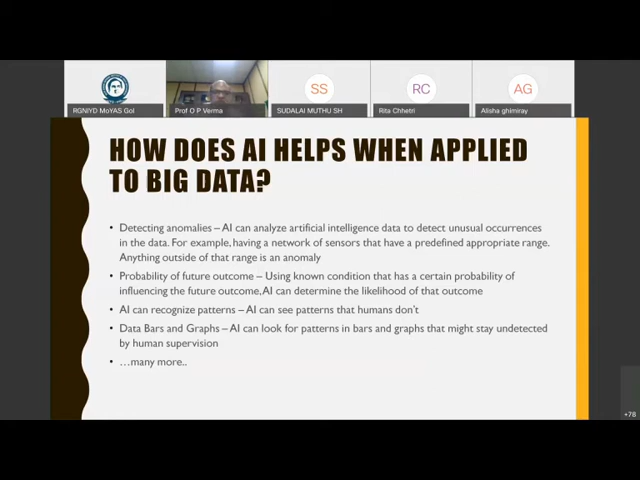 SS
RC
AG
RGNIYD MoYAS GoI
Prof O P Verma
SUDALAI MUTHU SH
Rita Chhetri
Alisha ghimiray
HOW DOES AI HELPS WHEN APPLIED
TO BIG DATA?
• Detecting anomalies – AI can analyze artificial intelligence data to detect unusual occurrences
in the data. For example, having a network of sensors that have a predefined appropriate range.
Anything outside of that range is an anomaly
• Probability of future outcome – Using known condition that has a certain probability of
influencing the future outcome, AI can determine the likelihood of that outcome
• AI can recognize patterns – AI can see patterns that humans don't
• Data Bars and Graphs – AI can look for patterns in bars and graphs that might stay undetected
by human supervision
• …many more..
+78